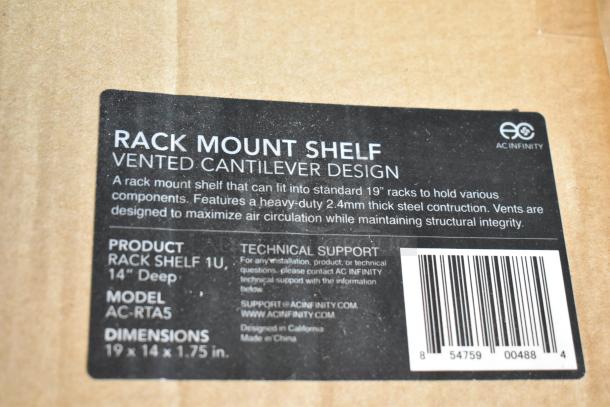 RACK MOUNT SHELF
VENTED CANTILEVER DESIGN
AC INFINITY
A rack mount shelf that can fit into standard 19" racks to hold various
components. Features a heavy-duty 2.4mm thick steel contruction. Vents are
designed to maximize air circulation while maintaining structural integrity.
PRODUCT
RACK SHELF 1U,
14" Deep
MODEL
AC-RTA5
DIMENSIONS
19 x 14 x 1.75 in.
TECHNICAL SUPPORT
For any installation, product, or technical
questions, please contact AC INFINITY
technical support with the information
below.
SUPPORT@ACINFINITY.COM
WWW.ACINFINITY.COM
Designed in California
Made in China
8 54759 00488 4